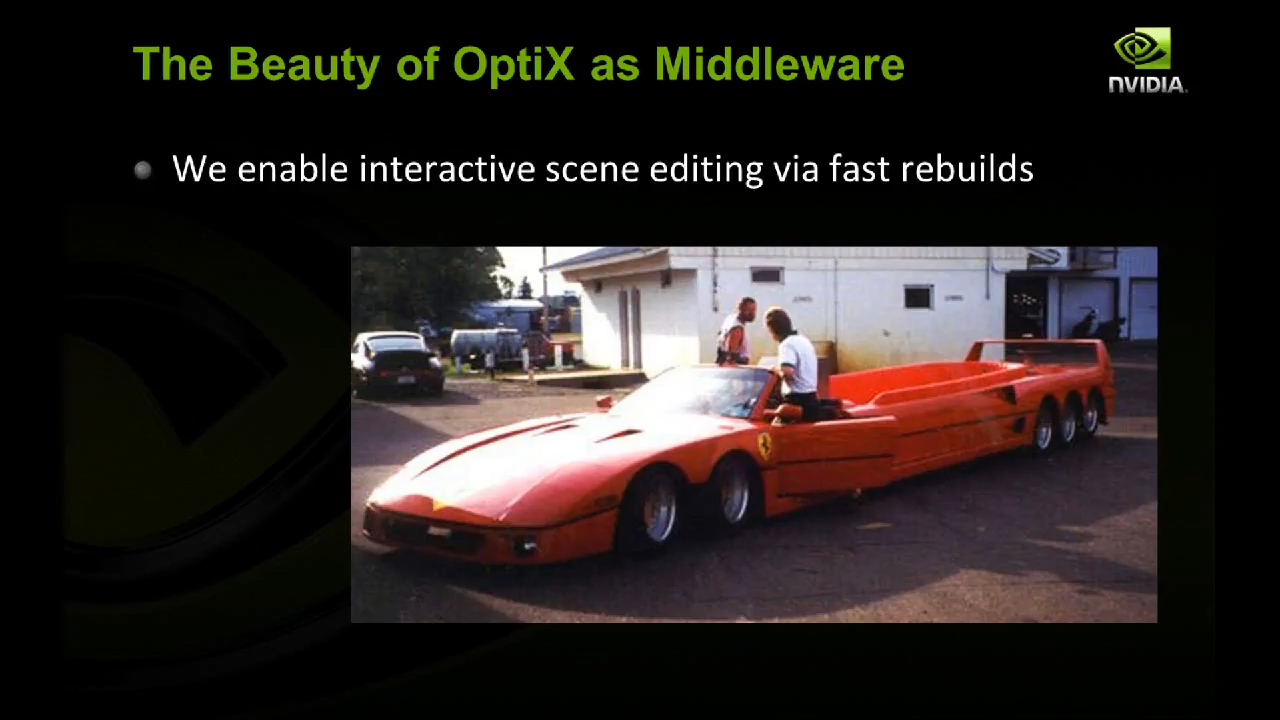 The Beauty of OptiX as Middleware
NVIDIA.
We enable interactive scene editing via fast rebuilds